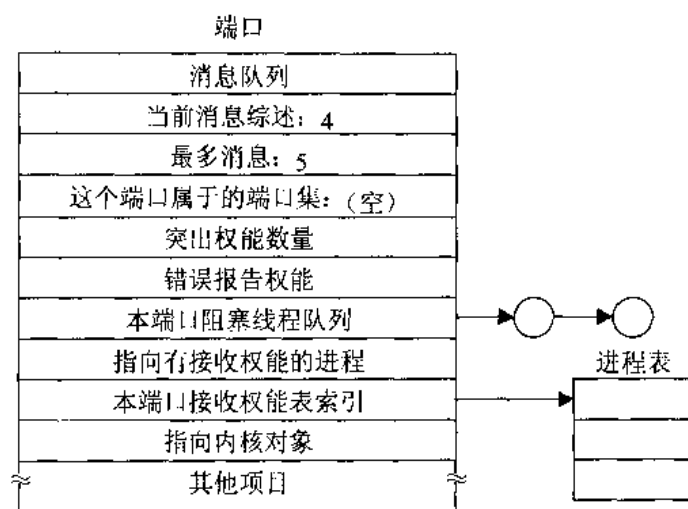 端口
消息队列
当前消息综述：4
最多消息：5
这个端口属于的端口集：(空)
突出权能数量
错误报告权能
本端口阻塞线程队列
指向有接收权能的进程
进程表
本端口接收权能表索引
指向内核对象
其他项目